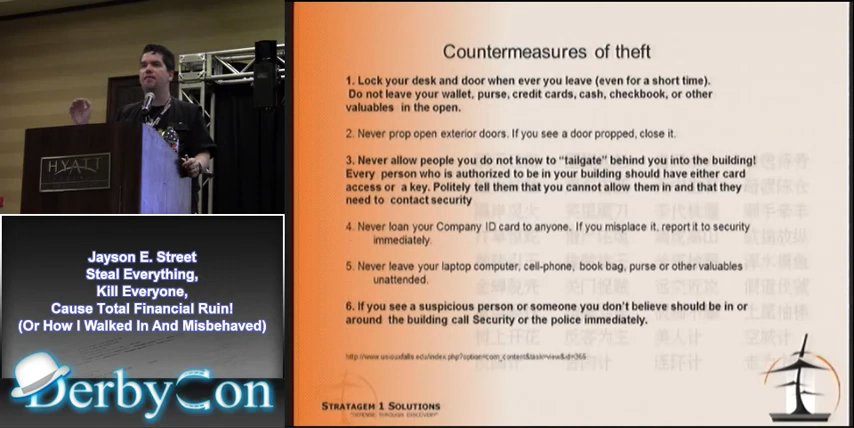 HYATT
Jayson E. Street
Steal Everything,
Kill Everyone,
Cause Total Financial Ruin!
(Or How I Walked In And Misbehaved)
DerbyCon
Countermeasures of theft
1. Lock your desk and door when ever you leave (even for a short time).
Do not leave your wallet, purse, credit cards, cash, checkbook, or other
valuables in the open.
2. Never prop open exterior doors. If you see a door propped, close it.
3. Never allow people you do not know to “tailgate” behind you into the building!
Every person who is authorized to be in your building should have either card
access or a key. Politely tell them that you cannot allow them in and that they
need to contact security
4. Never loan your Company ID card to anyone. If you misplace it, report it to security
immediately.
5. Never leave your laptop computer, cell-phone, book bag, purse or other valuables
unattended.
6. If you see a suspicious person or someone you don’t believe should be in or
around the building call Security or the police immediately.
STRATAGEM 1 SOLUTIONS
"DEFENSE THROUGH DISCOVERY"